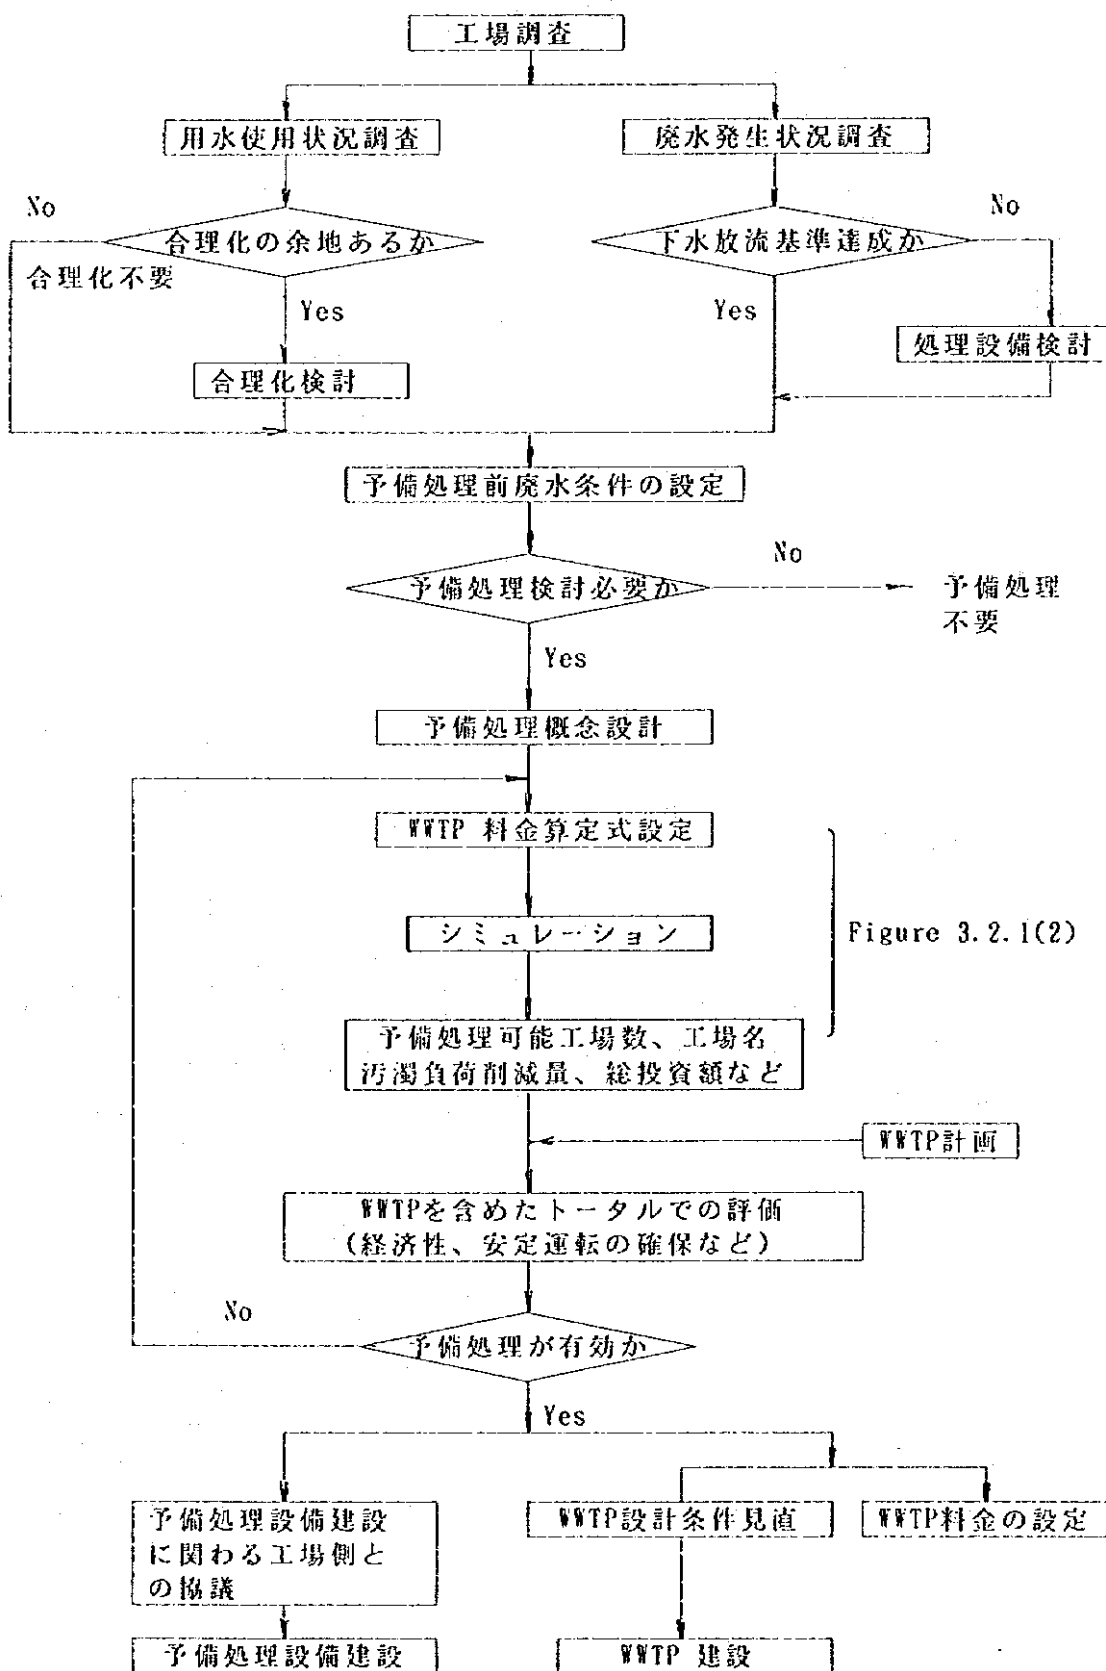 工場調査
用水使用状況調査
廃水発生状況調査
No
合理化の余地あるか
下水放流基準達成か
No
合理化不要
Yes
Yes
処理設備検討
合理化検討
予備処理前廃水条件の設定
No
予備処理検討必要か
予備処理
不要
Yes
予備処理概念設計
WWTP 料金算定式設定
シミュレーション
Figure 3.2.1(2)
予備処理可能工場数、工場名
汚濁負荷削減量、総投資額など
WWTP計画
WWTPを含めたトータルでの評価
(経済性、安定運転の確保など)
No
予備処理が有効か
Yes
予備処理設備建設
に関わる工場側と
の協議
WWTP設計条件見直
WWTP料金の設定
予備処理設備建設
WWTP 建設